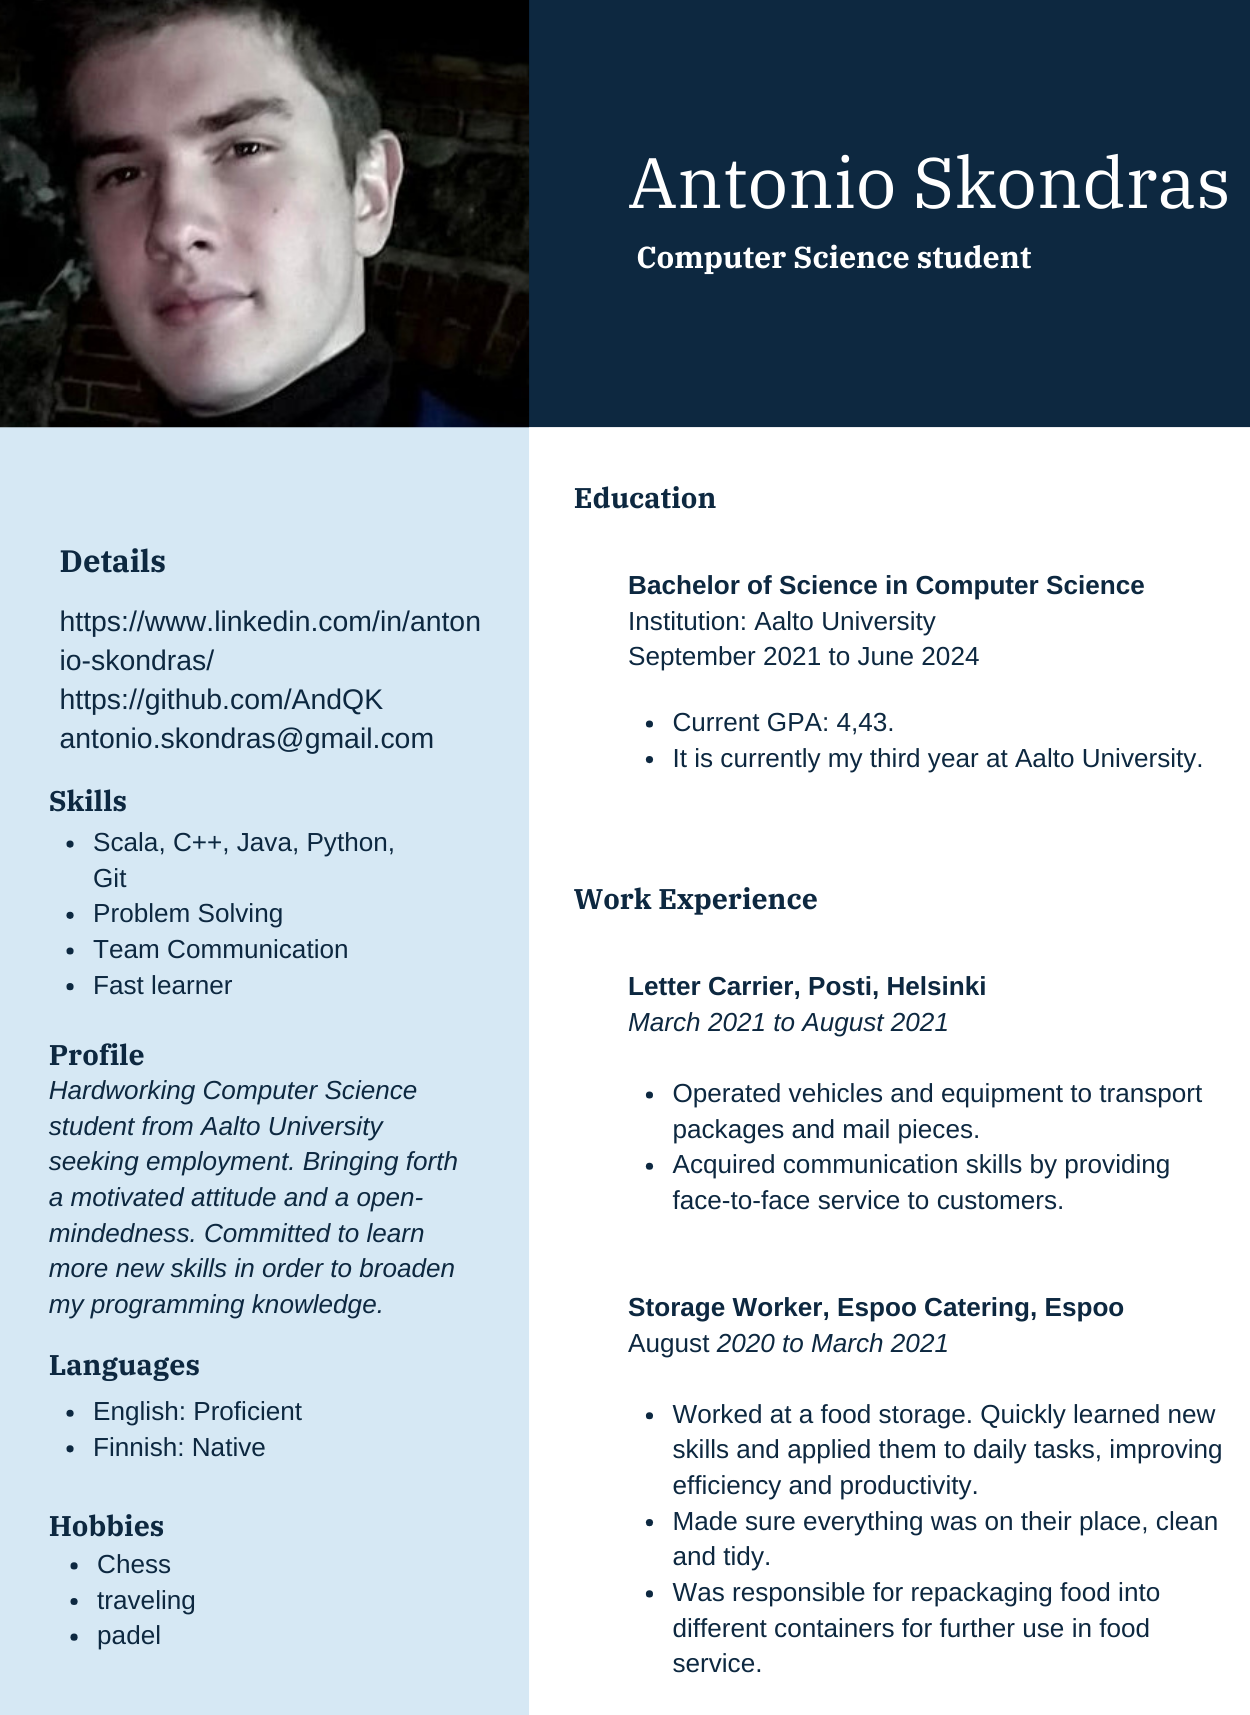 Antonio Skondras
Computer Science student
Details
https://www.linkedin.com/in/anton
io-skondras/
https://github.com/AndQK
antonio.skondras@gmail.com
Skills
• Scala, C++, Java, Python,
Git
• Problem Solving
• Team Communication
• Fast learner
Profile
Hardworking Computer Science
student from Aalto University
seeking employment. Bringing forth
a motivated attitude and a open-
mindedness. Committed to learn
more new skills in order to broaden
my programming knowledge.
Languages
• English: Proficient
• Finnish: Native
Hobbies
• Chess
• traveling
• padel
Education
Bachelor of Science in Computer Science
Institution: Aalto University
September 2021 to June 2024
• Current GPA: 4,43.
• It is currently my third year at Aalto University.
Work Experience
Letter Carrier, Posti, Helsinki
March 2021 to August 2021
• Operated vehicles and equipment to transport
packages and mail pieces.
• Acquired communication skills by providing
face-to-face service to customers.
Storage Worker, Espoo Catering, Espoo
August 2020 to March 2021
• Worked at a food storage. Quickly learned new
skills and applied them to daily tasks, improving
efficiency and productivity.
• Made sure everything was on their place, clean
and tidy.
• Was responsible for repackaging food into
different containers for further use in food
service.